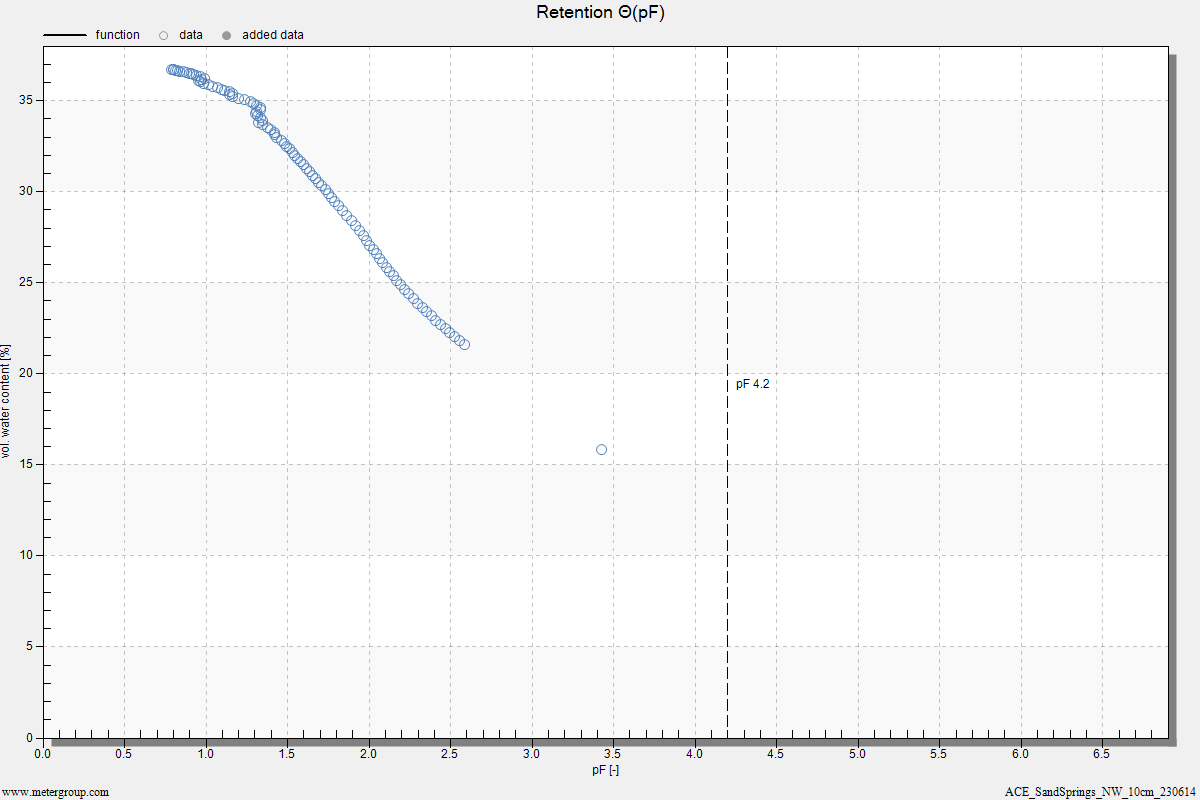 Retention Θ(pF)
function data added data
35
30
25
20
15
10
5
0
vol. water content [%]
pF 4.2
0.0 0.5 1.0 1.5 2.0 2.5 3.0 3.5 4.0 4.5 5.0 5.5 6.0 6.5
pF [-]
www.metergroup.com ACE_SandSprings_NW_10cm_230614